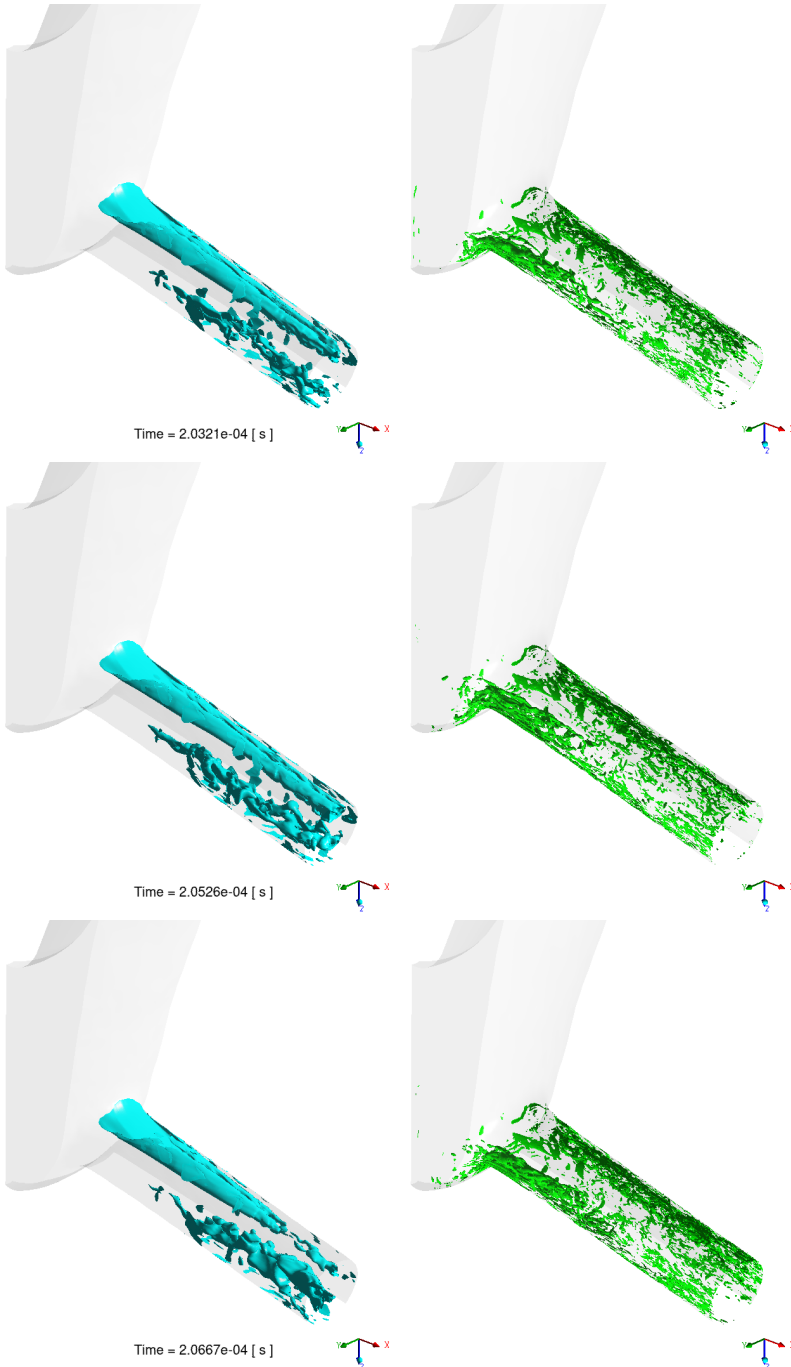 Time = 2.0321e-04 [ s ]
Y X
Z
Y
Z
Time = 2.0526e-04 [ s ]
Y X
Z
Y
Z
Time = 2.0667e-04 [ s ]
Y X
Z
Y
Z